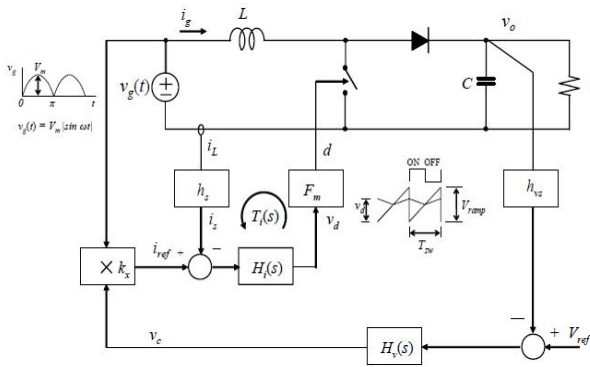 i_g
L
v_o
v_g
V_m
0
π
t
v_g(t) = V_m |sin ωt|
v_g(t)
C
i_L
d
ON OFF
h_s
F_m
h_vs
v_d
V_ramp
T_i(s)
i_s
v_d
T_sw
× k_x
i_ref
+
−
H_i(s)
v_c
H_v(s)
−
+
V_ref